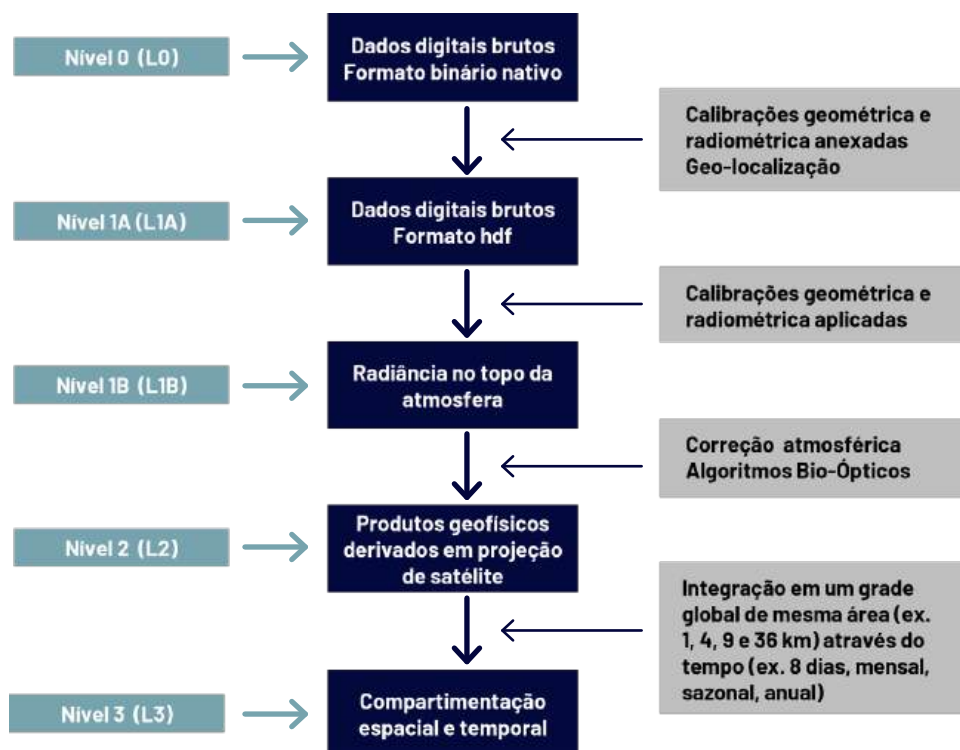 Nível 0 (L0)
Dados digitais brutos
Formato binário nativo
Calibrações geométrica e
radiométrica anexadas
Geo-localização
Nível 1A (L1A)
Dados digitais brutos
Formato hdf
Calibrações geométrica e
radiométrica aplicadas
Nível 1B (L1B)
Radiância no topo da
atmosfera
Correção atmosférica
Algoritmos Bio-Ópticos
Nível 2 (L2)
Produtos geofísicos
derivados em projeção
de satélite
Integração em um grade
global de mesma área (ex.
1, 4, 9 e 36 km) através do
tempo (ex. 8 dias, mensal,
sazonal, anual)
Nível 3 (L3)
Compartimentação
espacial e temporal